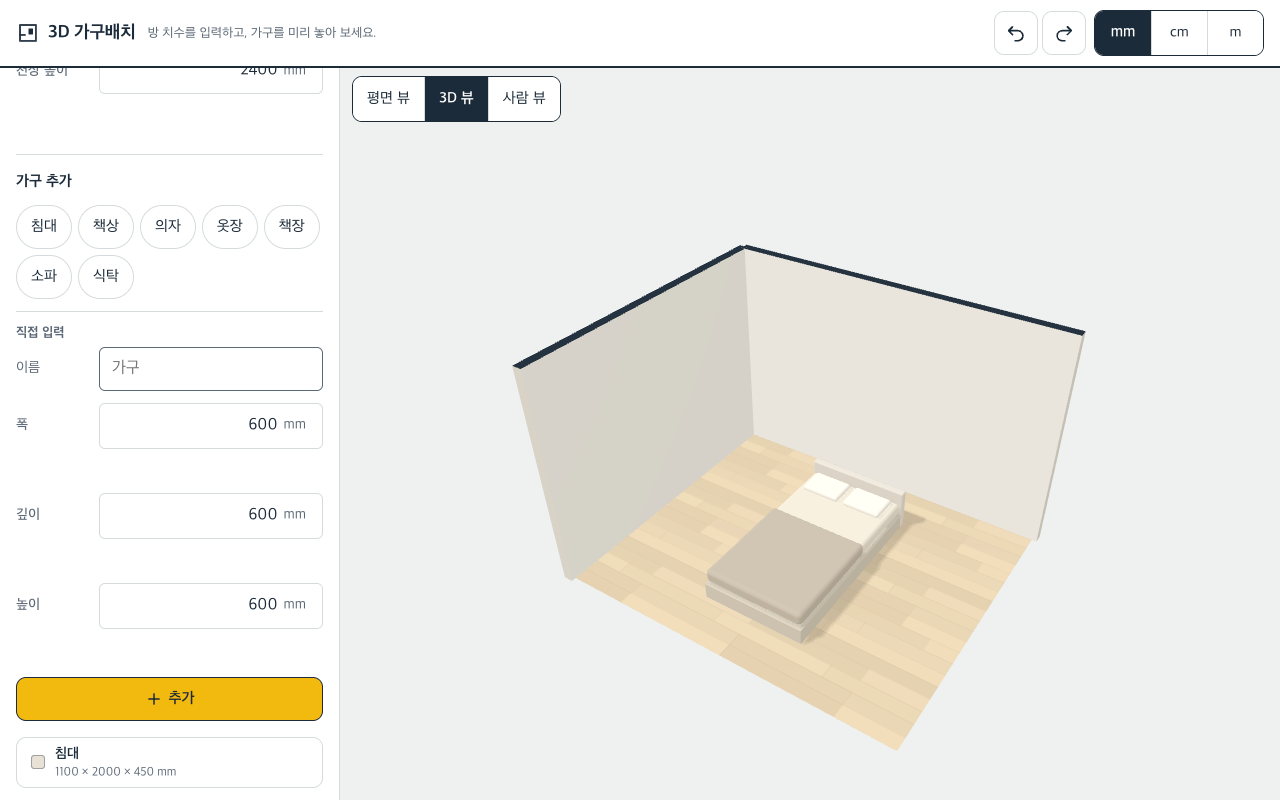 3D 가구배치 방 치수를 입력하고, 가구를 미리 놓아 보세요.
mm cm m
평면 뷰 3D 뷰 사람 뷰
천장 높이 2400 mm
가구 추가
침대 책상 의자 옷장 책장
소파 식탁
직접 입력
이름 가구
폭 600 mm
깊이 600 mm
높이 600 mm
+ 추가
침대
1100 × 2000 × 450 mm